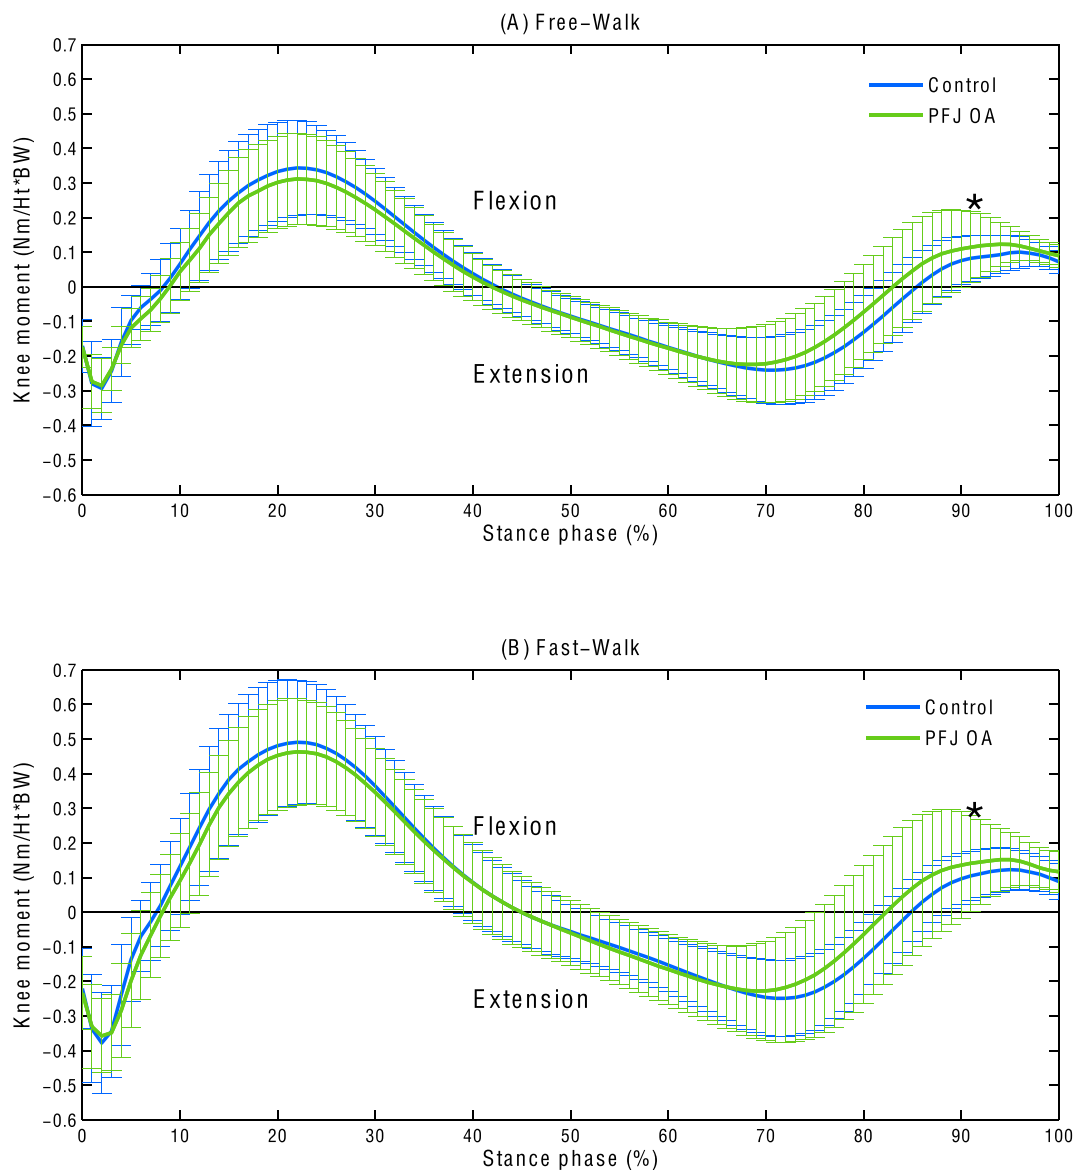 (A) Free−Walk
0.7
0.6
0.5
0.4
0.3
0.2
0.1
0
−0.1
−0.2
−0.3
−0.4
−0.5
−0.6
Knee moment (Nm/Ht*BW)
Control
PFJ OA
Flexion
*
Extension
0 10 20 30 40 50 60 70 80 90 100
Stance phase (%)
(B) Fast−Walk
0.7
0.6
0.5
0.4
0.3
0.2
0.1
0
−0.1
−0.2
−0.3
−0.4
−0.5
−0.6
Knee moment (Nm/Ht*BW)
Control
PFJ OA
Flexion
*
Extension
0 10 20 30 40 50 60 70 80 90 100
Stance phase (%)